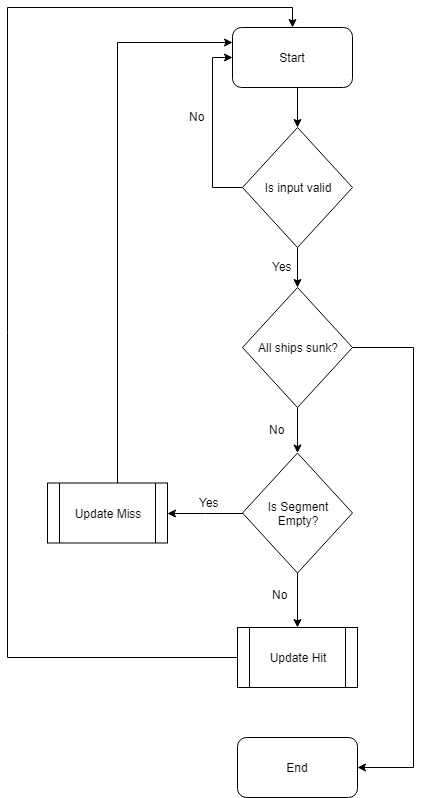 Start
No
Is input valid
Yes
All ships sunk?
No
Is Segment
Empty?
Yes
Update Miss
No
Update Hit
End